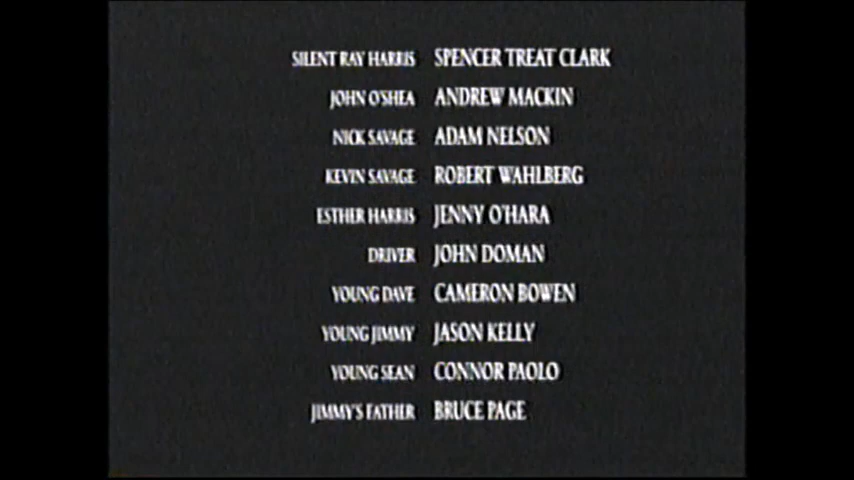 SILENT RAY HARRIS SPENCER TREAT CLARK
JOHN O'SHEA ANDREW MACKIN
NICK SAVAGE ADAM NELSON
KEVIN SAVAGE ROBERT WAHLBERG
ESTHER HARRIS JENNY O'HARA
DRIVER JOHN DOMAN
YOUNG DAVE CAMERON BOWEN
YOUNG JIMMY JASON KELLY
YOUNG SEAN CONNOR PAOLO
JIMMY'S FATHER BRUCE PAGE